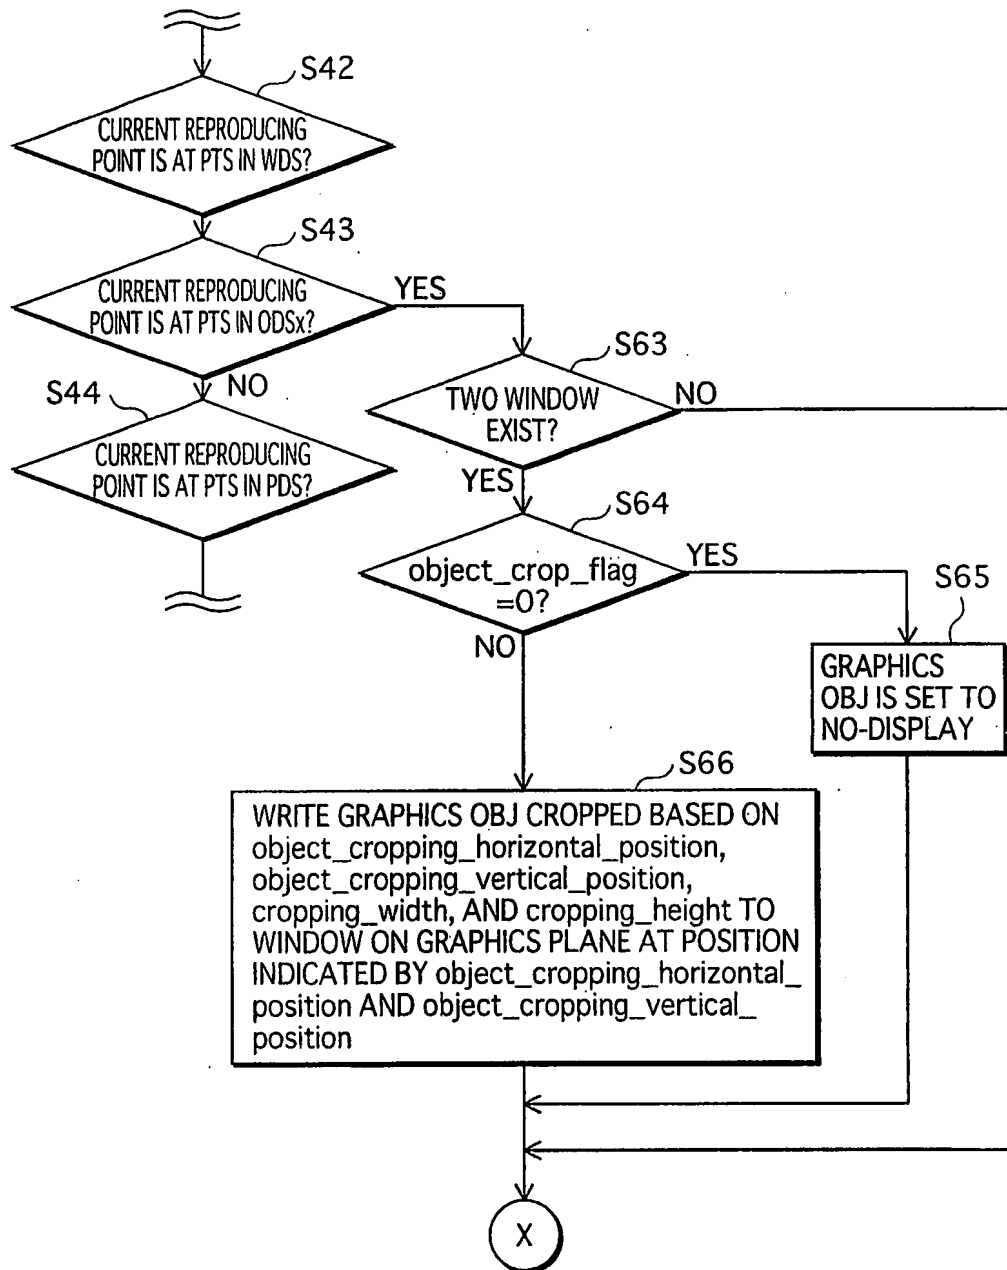 S42
CURRENT REPRODUCING
POINT IS AT PTS IN WDS?
S43
CURRENT REPRODUCING
POINT IS AT PTS IN ODSx?
YES
NO
S44
CURRENT REPRODUCING
POINT IS AT PTS IN PDS?
S63
TWO WINDOW
EXIST?
NO
YES
S64
object_crop_flag
=0?
YES
NO
S65
GRAPHICS
OBJ IS SET TO
NO-DISPLAY
S66
WRITE GRAPHICS OBJ CROPPED BASED ON
object_cropping_horizontal_position,
object_cropping_vertical_position,
cropping_width, AND cropping_height TO
WINDOW ON GRAPHICS PLANE AT POSITION
INDICATED BY object_cropping_horizontal_
position AND object_cropping_vertical_
position
X